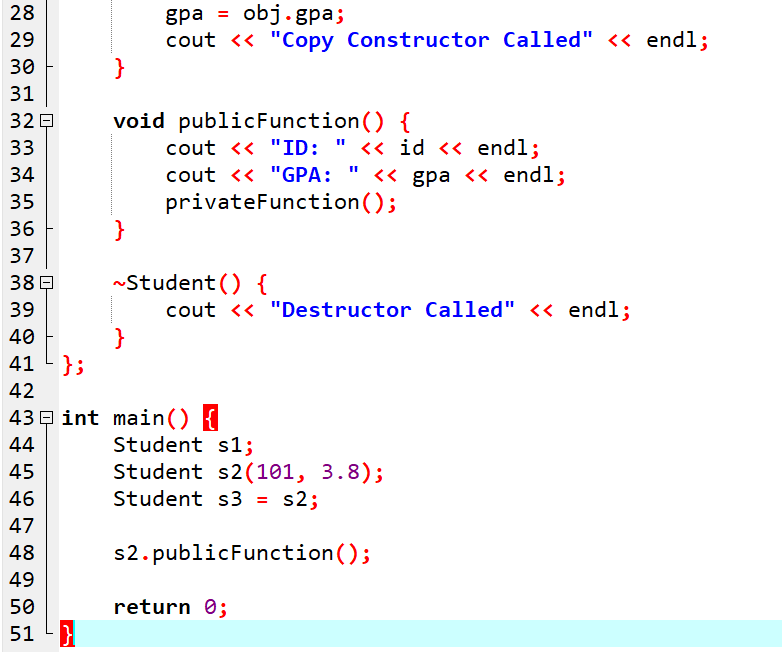 28 gpa = obj.gpa;
29 cout << "Copy Constructor Called" << endl;
30 }
31
32 void publicFunction() {
33 cout << "ID: " << id << endl;
34 cout << "GPA: " << gpa << endl;
35 privateFunction();
36 }
37
38 ~Student() {
39 cout << "Destructor Called" << endl;
40 }
41 };
42
43 int main() {
44 Student s1;
45 Student s2(101, 3.8);
46 Student s3 = s2;
47
48 s2.publicFunction();
49
50 return 0;
51 }